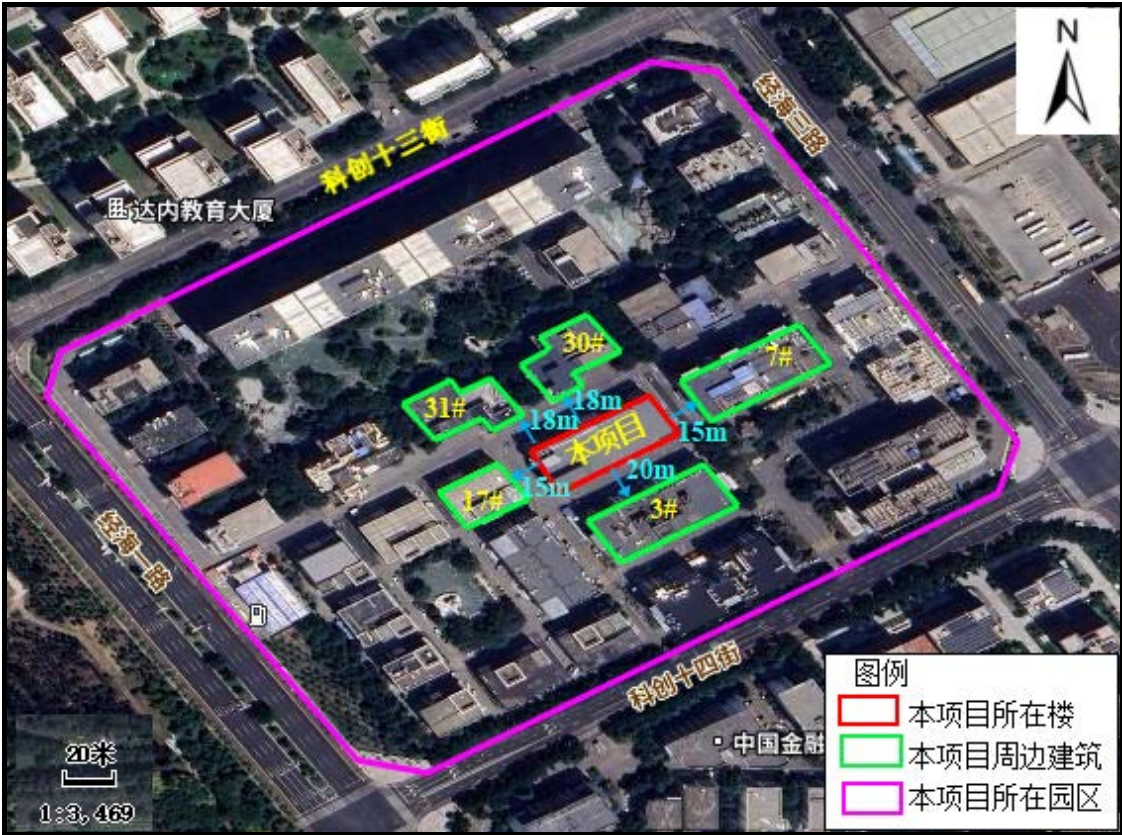 N
经海三路
科创十三街
达内教育大厦
30#
7#
31#
18m
18m
本项目
15m
20m
15m
17#
3#
经海一路
科创十四街
中国金融
20米
1:3,469
图例
本项目所在楼
本项目周边建筑
本项目所在园区